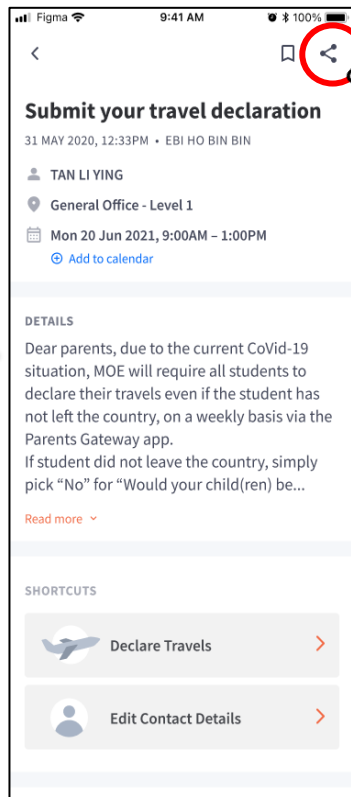 Figma 9:41 AM 100%
Submit your travel declaration
31 MAY 2020, 12:33PM • EBI HO BIN BIN
TAN LI YING
General Office - Level 1
Mon 20 Jun 2021, 9:00AM – 1:00PM
Add to calendar
DETAILS
Dear parents, due to the current CoVid-19
situation, MOE will require all students to
declare their travels even if the student has
not left the country, on a weekly basis via the
Parents Gateway app.
If student did not leave the country, simply
pick “No” for “Would your child(ren) be...
Read more
SHORTCUTS
Declare Travels
Edit Contact Details